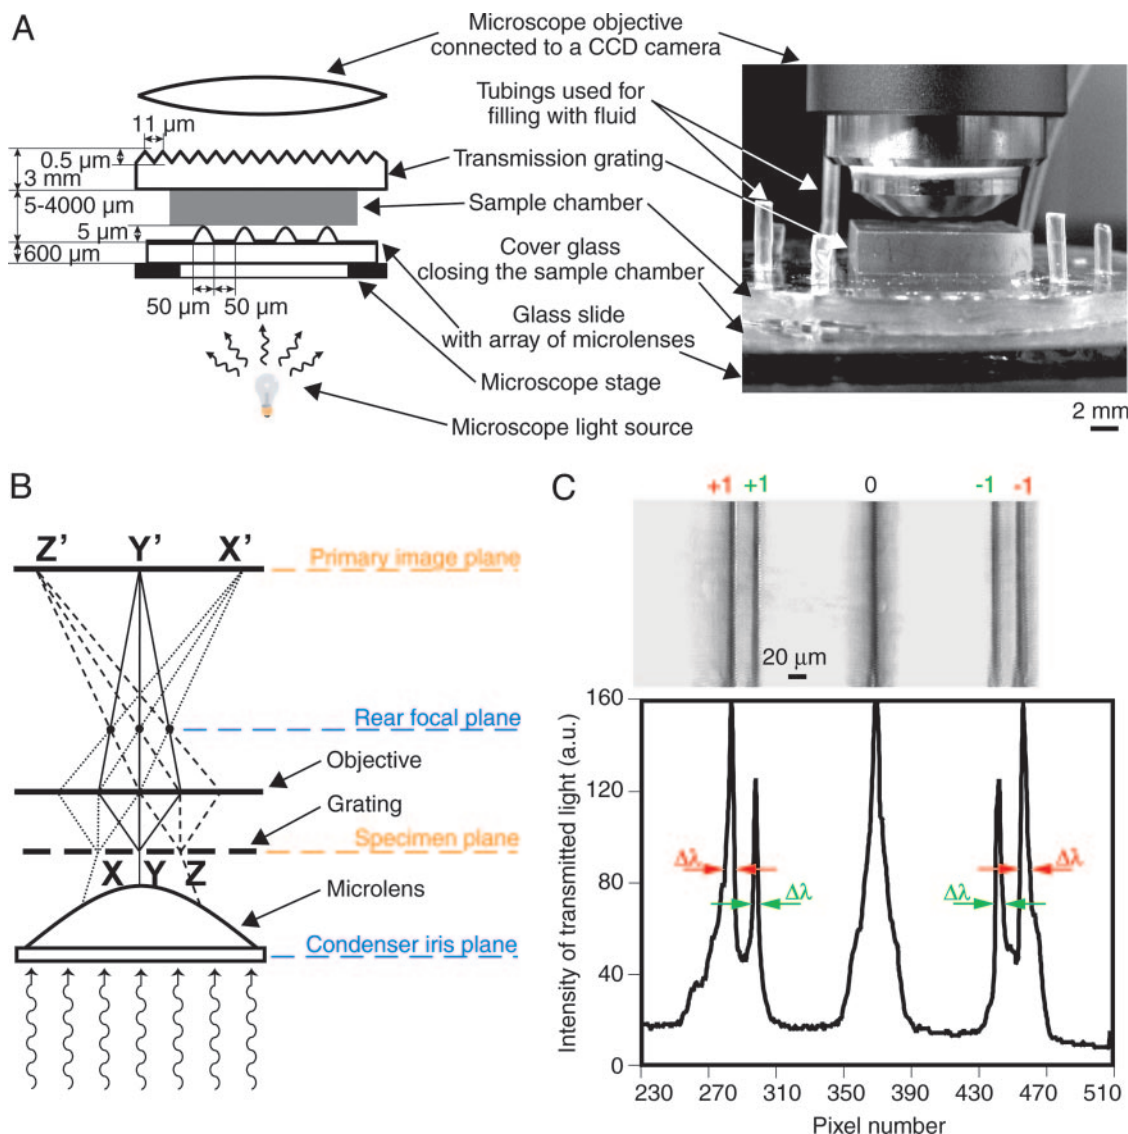 A
Microscope objective
connected to a CCD camera
11 µm
0.5 µm
3 mm
5-4000 µm
5 µm
600 µm
50 µm
50 µm
Tubings used for
filling with fluid
Transmission grating
Sample chamber
Cover glass
closing the sample chamber
Glass slide
with array of microlenses
Microscope stage
Microscope light source
2 mm
B
Z’
Y’
X’
Primary image plane
Rear focal plane
Objective
Grating
Specimen plane
X
Y
Z
Microlens
Condenser iris plane
C
+1
+1
0
-1
-1
20 µm
Intensity of transmitted light (a.u.)
160
120
80
40
0
Δλ
Δλ
Δλ
Δλ
230
270
310
350
390
430
470
510
Pixel number